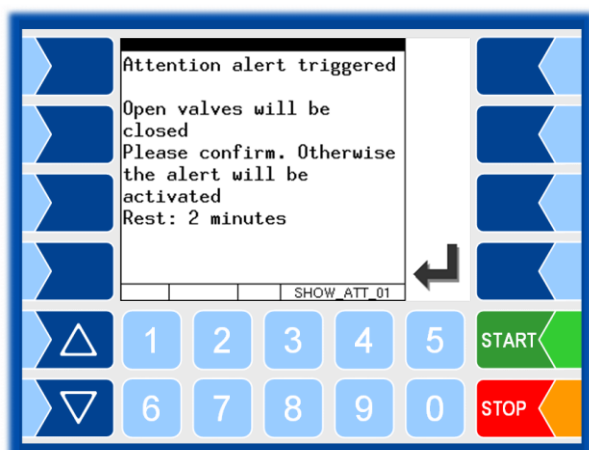 Attention alert triggered
Open valves will be
closed
Please confirm. Otherwise
the alert will be
activated
Rest: 2 minutes
SHOW_ATT_01
1 2 3 4 5 START
6 7 8 9 0 STOP